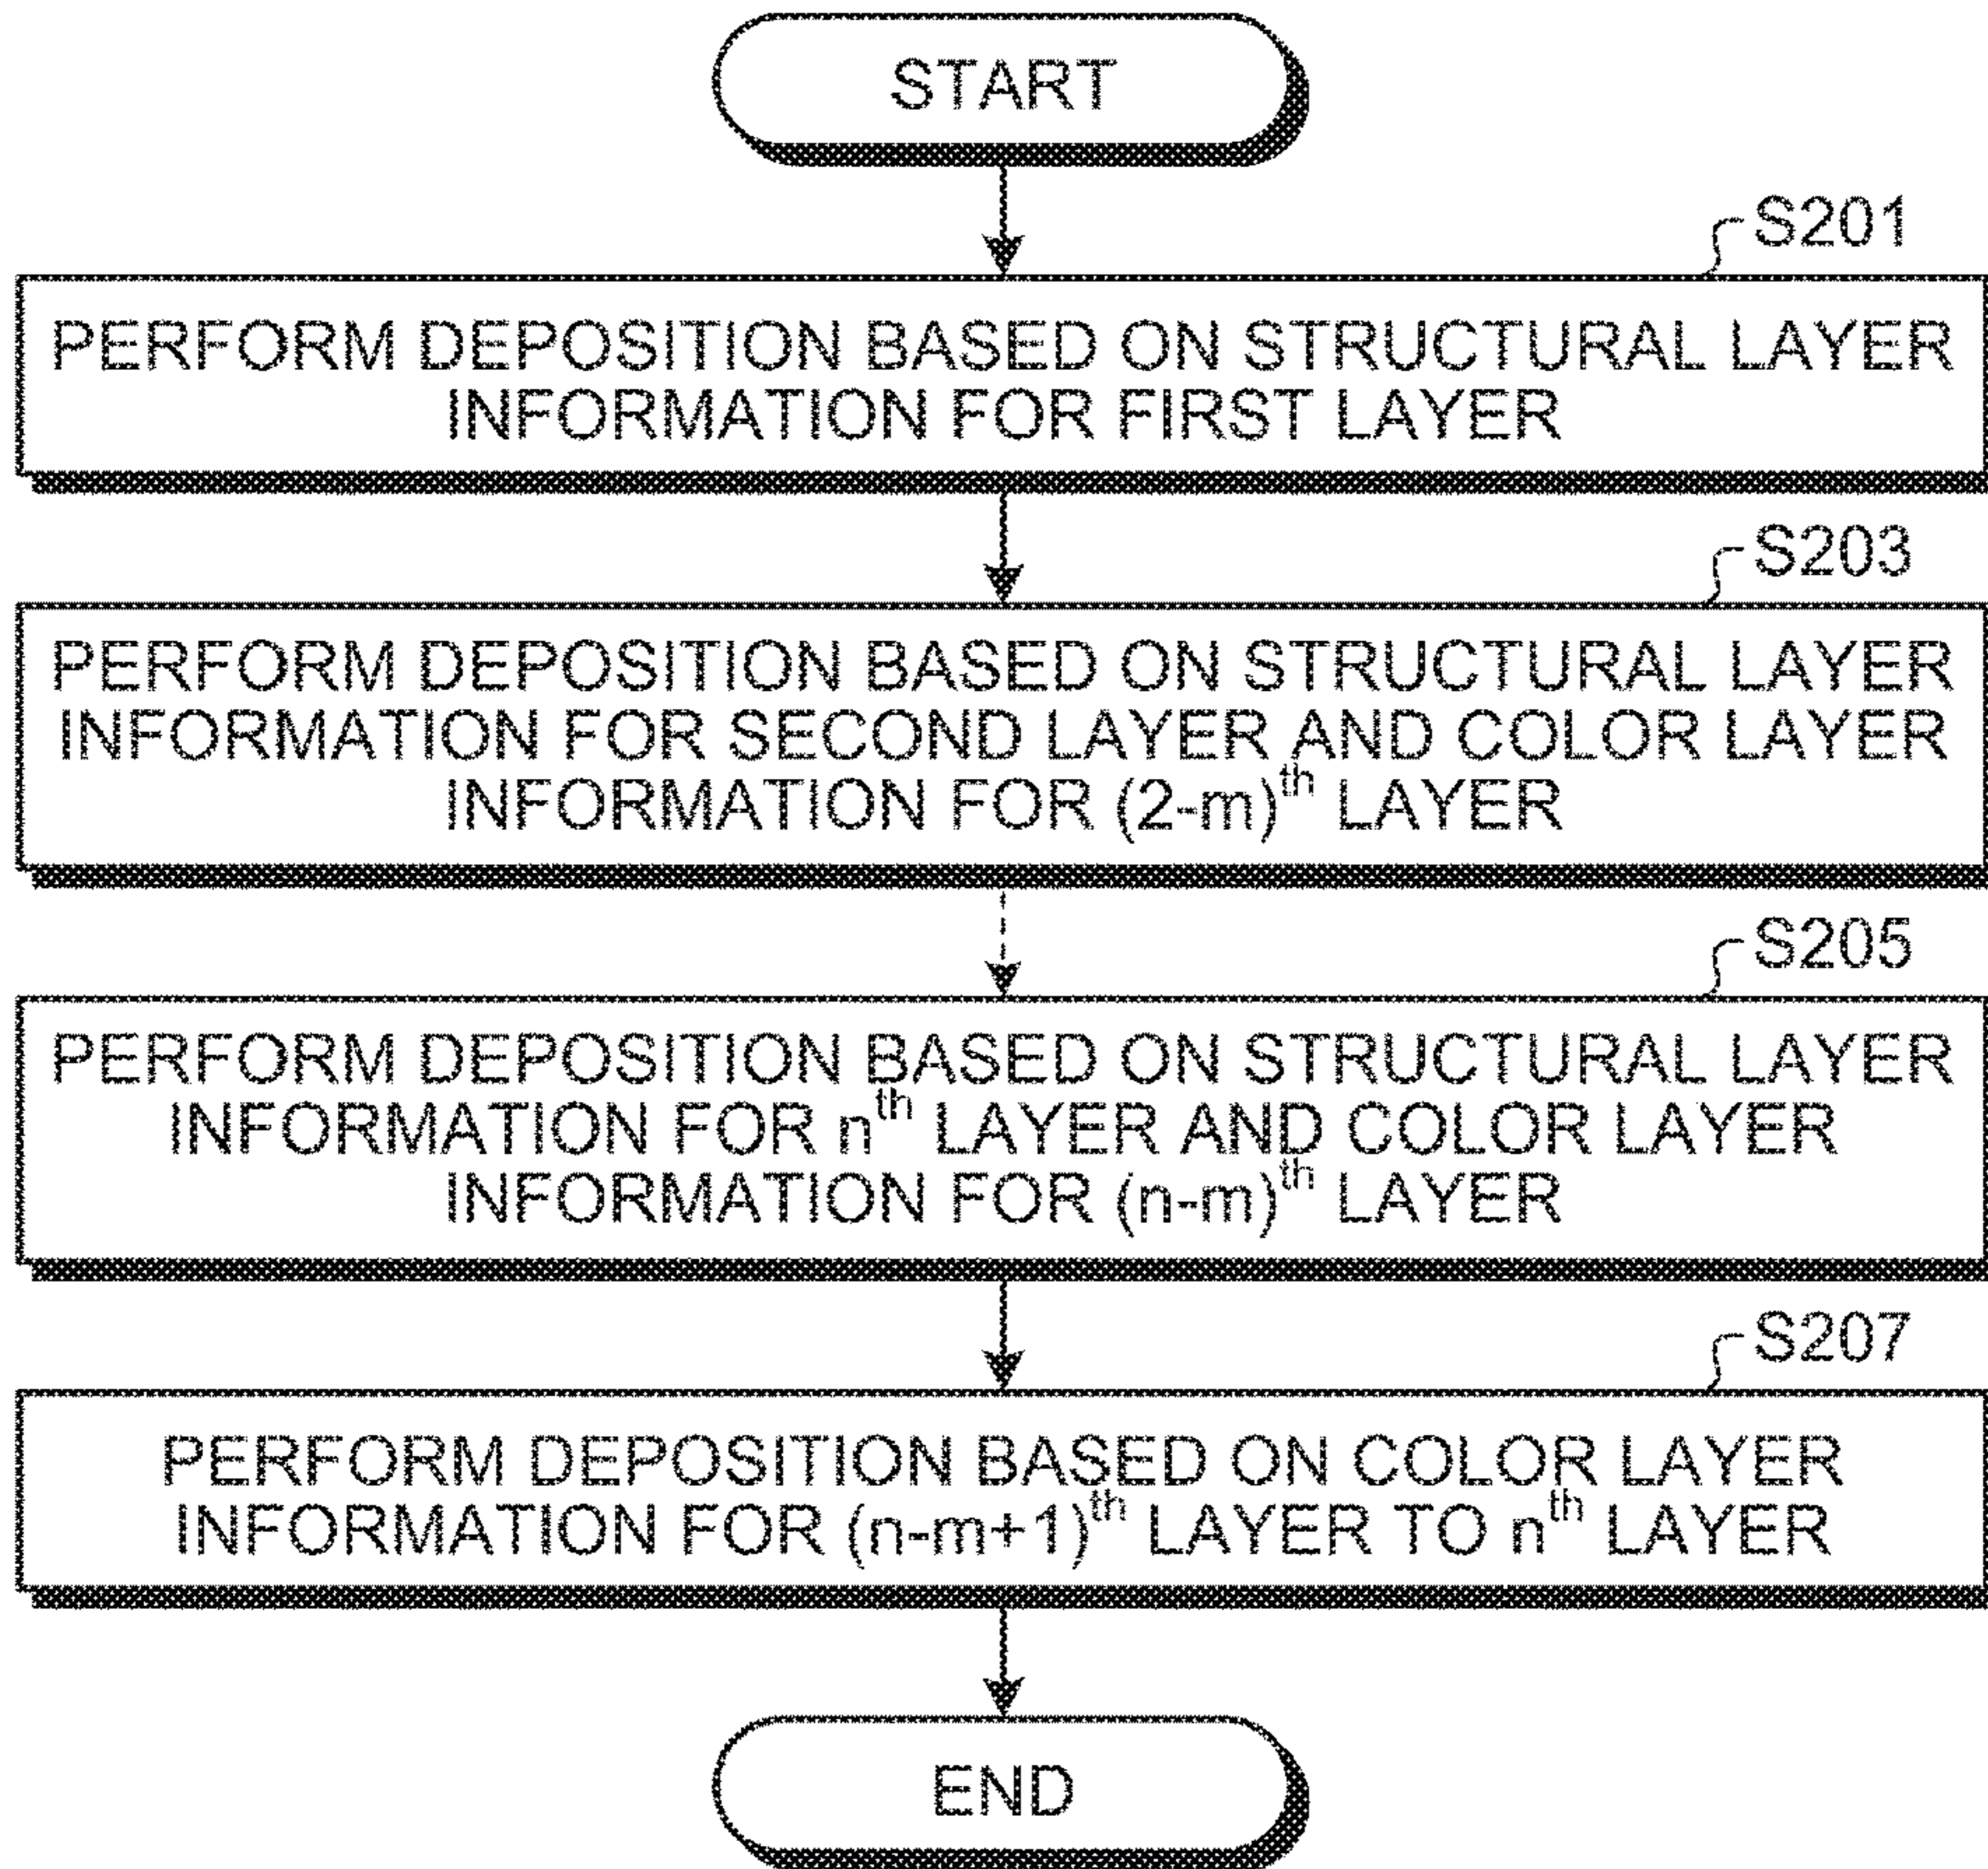 START
S201
PERFORM DEPOSITION BASED ON STRUCTURAL LAYER
INFORMATION FOR FIRST LAYER
S203
PERFORM DEPOSITION BASED ON STRUCTURAL LAYER
INFORMATION FOR SECOND LAYER AND COLOR LAYER
INFORMATION FOR (2-m)th LAYER
S205
PERFORM DEPOSITION BASED ON STRUCTURAL LAYER
INFORMATION FOR nth LAYER AND COLOR LAYER
INFORMATION FOR (n-m)th LAYER
S207
PERFORM DEPOSITION BASED ON COLOR LAYER
INFORMATION FOR (n-m+1)th LAYER TO nth LAYER
END